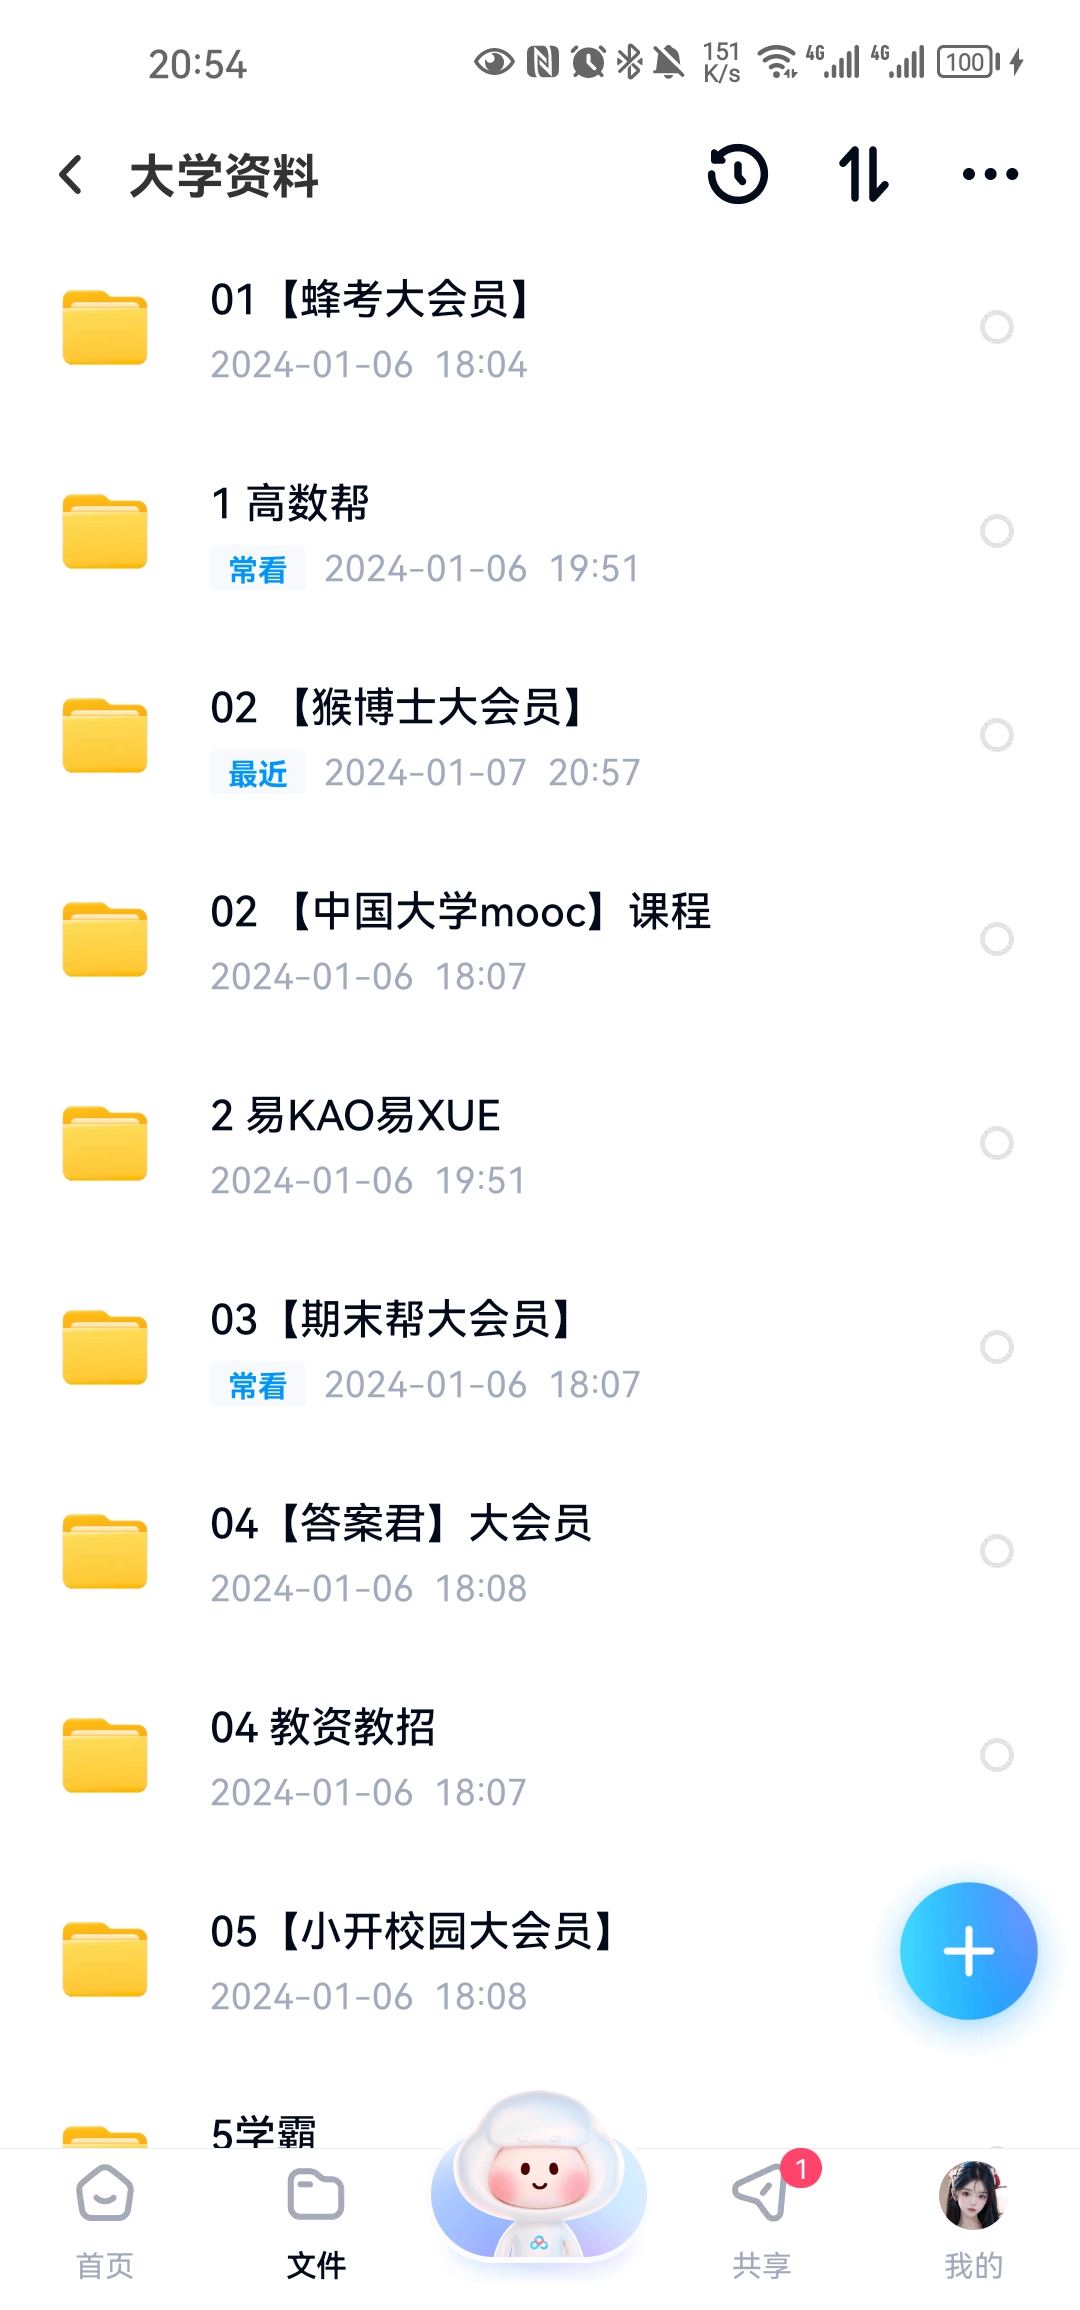 20:54
151 K/s 4G 4G 100
大学资料
01【蜂考大会员】
2024-01-06 18:04
1 高数帮
常看 2024-01-06 19:51
02 【猴博士大会员】
最近 2024-01-07 20:57
02 【中国大学mooc】课程
2024-01-06 18:07
2 易KAO易XUE
2024-01-06 19:51
03【期末帮大会员】
常看 2024-01-06 18:07
04【答案君】大会员
2024-01-06 18:08
04 教资教招
2024-01-06 18:07
05【小开校园大会员】
2024-01-06 18:08
5学霸
1
首页 文件 共享 我的